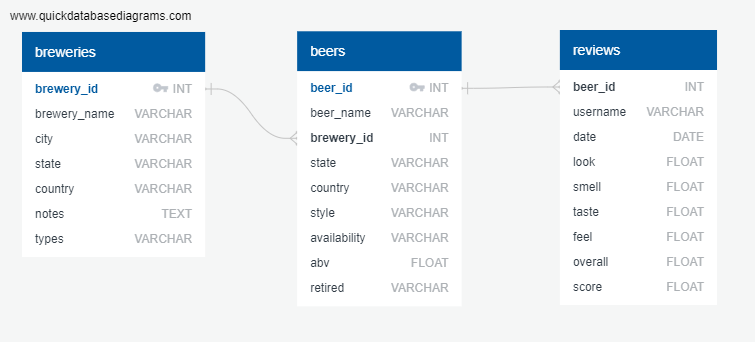 www.quickdatabasediagrams.com
breweries
brewery_id INT
brewery_name VARCHAR
city VARCHAR
state VARCHAR
country VARCHAR
notes TEXT
types VARCHAR
beers
beer_id INT
beer_name VARCHAR
brewery_id INT
state VARCHAR
country VARCHAR
style VARCHAR
availability VARCHAR
abv FLOAT
retired VARCHAR
reviews
beer_id INT
username VARCHAR
date DATE
look FLOAT
smell FLOAT
taste FLOAT
feel FLOAT
overall FLOAT
score FLOAT